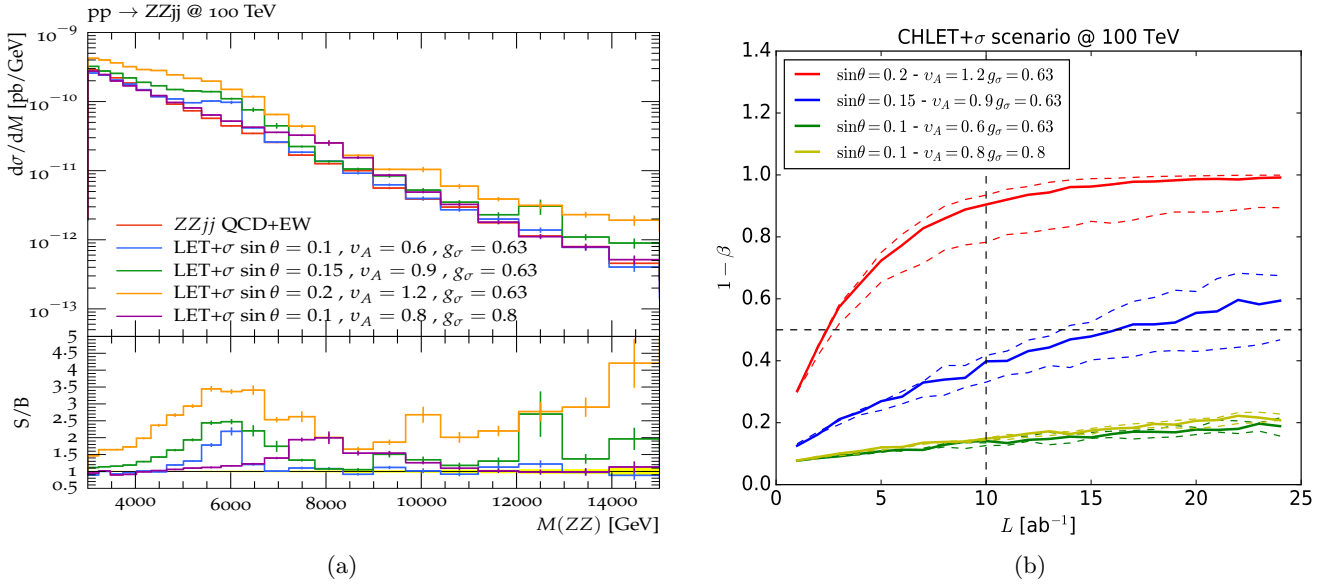 pp → ZZjj @ 100 TeV
10⁻⁹
10⁻¹⁰
10⁻¹¹
10⁻¹²
10⁻¹³
dσ/dM [pb/GeV]
ZZjj QCD+EW
LET+σ sin θ = 0.1 , v_A = 0.6 , g_σ = 0.63
LET+σ sin θ = 0.15 , v_A = 0.9 , g_σ = 0.63
LET+σ sin θ = 0.2 , v_A = 1.2 , g_σ = 0.63
LET+σ sin θ = 0.1 , v_A = 0.8 , g_σ = 0.8
5
4.5
4
3.5
3
2.5
2
1.5
1
0.5
S/B
4000 6000 8000 10000 12000 14000
M(ZZ) [GeV]
(a)
CHLET+σ scenario @ 100 TeV
sinθ = 0.2 - υ_A = 1.2 g_σ = 0.63
sinθ = 0.15 - υ_A = 0.9 g_σ = 0.63
sinθ = 0.1 - υ_A = 0.6 g_σ = 0.63
sinθ = 0.1 - υ_A = 0.8 g_σ = 0.8
1.4
1.2
1.0
0.8
0.6
0.4
0.2
0.0
1 − β
0 5 10 15 20 25
L [ab⁻¹]
(b)